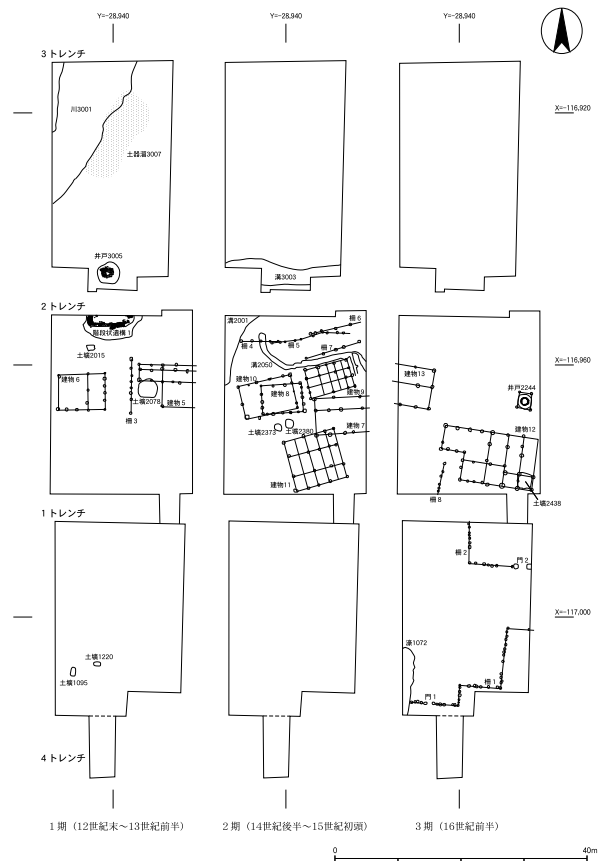 Y=-28,940
Y=-28,940
Y=-28,940
3トレンチ
川3001
X=-116,920
土器溜3007
井戸3005
溝3003
2トレンチ
階段状遺構1
土壙2015
建物6
土壙2078
建物5
柵3
溝2001
柵6
柵4
柵5
柵7
溝2050
建物10
建物8
建物9
土壙2373
土壙2380
建物7
建物11
X=-116,960
建物13
井戸2244
建物12
柵8
土壙2438
1トレンチ
柵2
門2
土壙1220
土壙1095
X=-117,000
濠1072
柵1
門1
4トレンチ
1期（12世紀末～13世紀前半）
2期（14世紀後半～15世紀初頭）
3期（16世紀前半）
0
40m